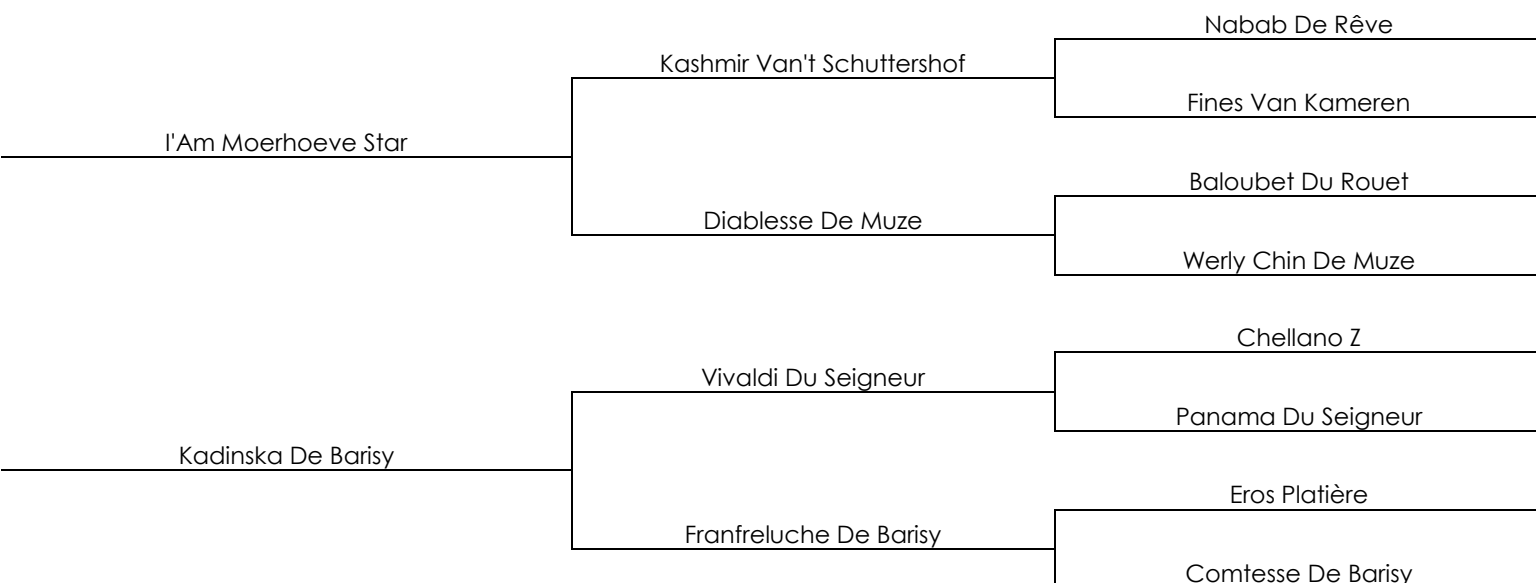 Nabab De Rêve
Kashmir Van't Schuttershof
Fines Van Kameren
I'Am Moerhoeve Star
Baloubet Du Rouet
Diablesse De Muze
Werly Chin De Muze
Chellano Z
Vivaldi Du Seigneur
Panama Du Seigneur
Kadinska De Barisy
Eros Platière
Franfreluche De Barisy
Comtesse De Barisy